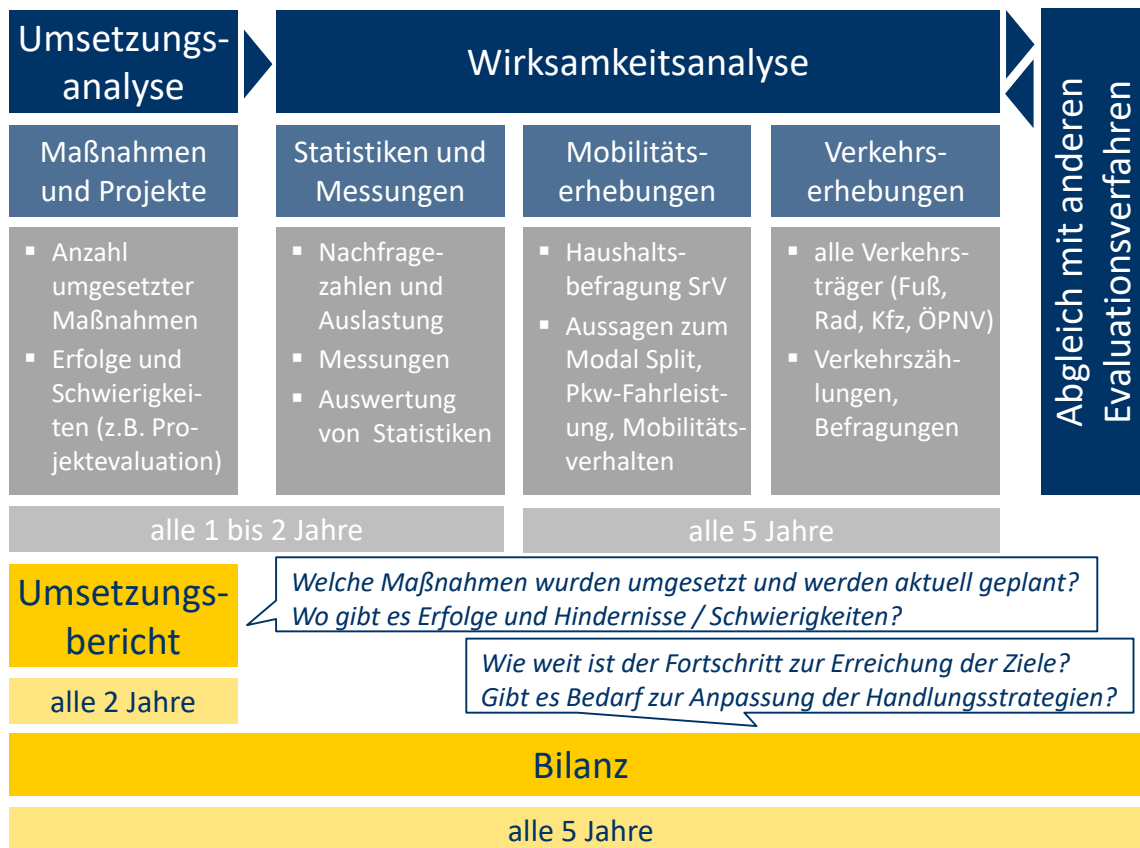 Umsetzungs-
analyse
Wirksamkeitsanalyse
Abgleich mit anderen
Evaluationsverfahren
Maßnahmen
und Projekte
Statistiken und
Messungen
Mobilitäts-
erhebungen
Verkehrs-
erhebungen
▪ Anzahl
umgesetzter
Maßnahmen
▪ Erfolge und
Schwierigkei-
ten (z.B. Pro-
jektevaluation)
▪ Nachfrage-
zahlen und
Auslastung
▪ Messungen
▪ Auswertung
von Statistiken
▪ Haushalts-
befragung SrV
▪ Aussagen zum
Modal Split,
Pkw-Fahrleist-
ung, Mobilitäts-
verhalten
▪ alle Verkehrs-
träger (Fuß,
Rad, Kfz, ÖPNV)
▪ Verkehrszäh-
lungen,
Befragungen
alle 1 bis 2 Jahre
alle 5 Jahre
Umsetzungs-
bericht
alle 2 Jahre
Welche Maßnahmen wurden umgesetzt und werden aktuell geplant?
Wo gibt es Erfolge und Hindernisse / Schwierigkeiten?
Wie weit ist der Fortschritt zur Erreichung der Ziele?
Gibt es Bedarf zur Anpassung der Handlungsstrategien?
Bilanz
alle 5 Jahre